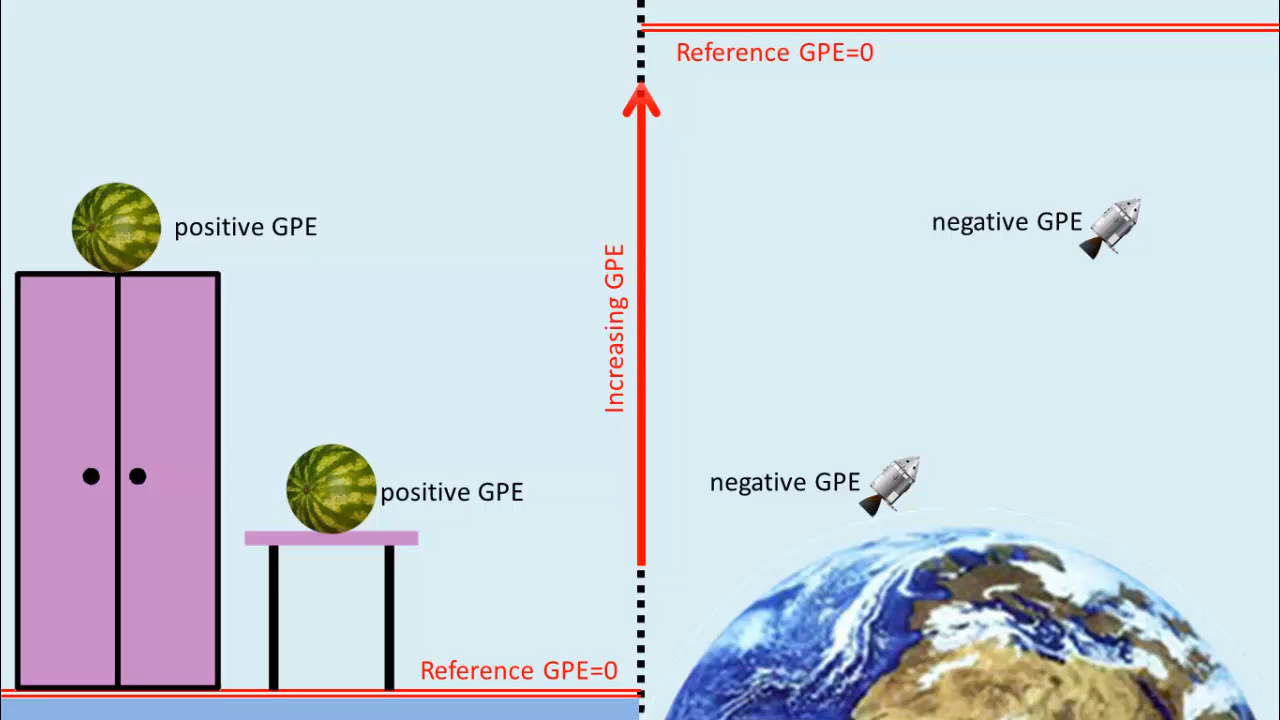 positive GPE
positive GPE
Reference GPE=0
Increasing GPE
Reference GPE=0
negative GPE
negative GPE